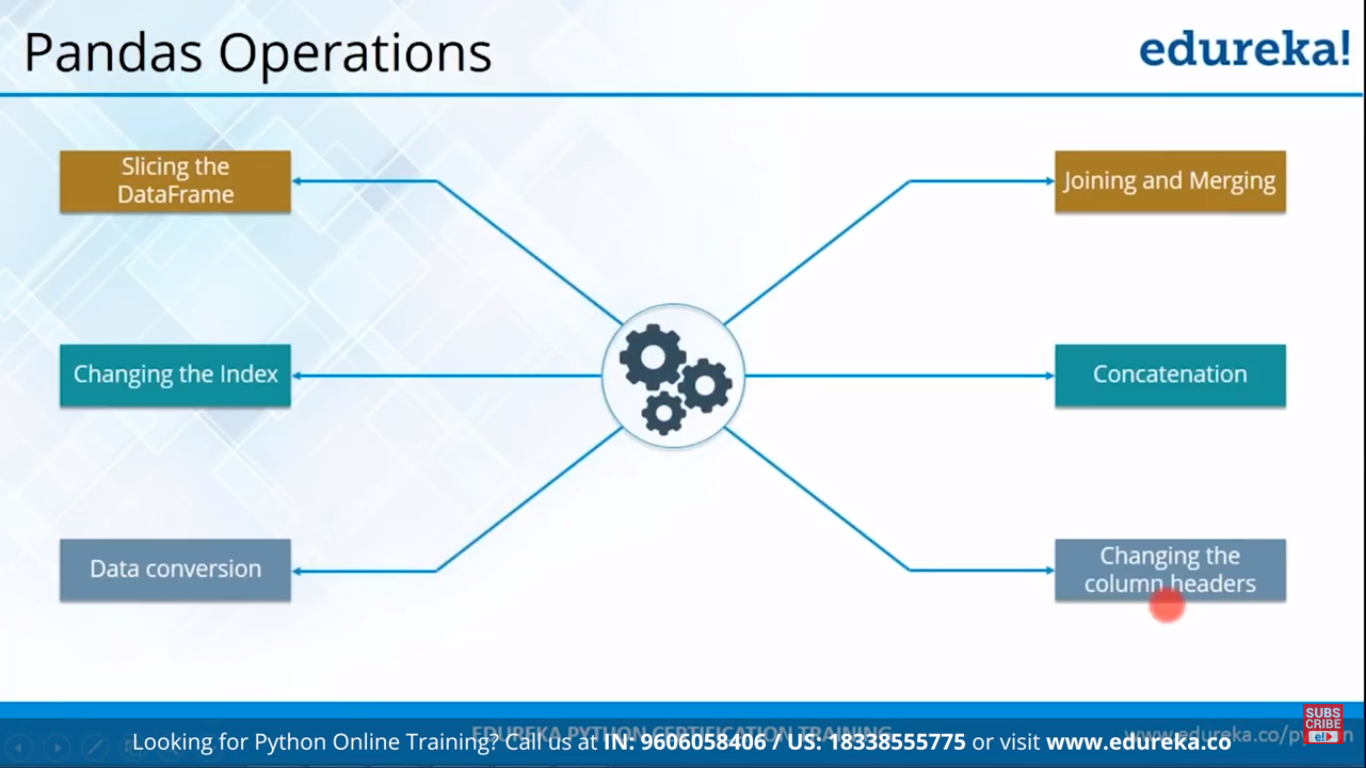 Pandas Operations
edureka!
Slicing the
DataFrame
Joining and Merging
Changing the Index
Concatenation
Data conversion
Changing the
column headers
EDUREKA PYTHON CERTIFICATION TRAINING
www.edureka.co/python
Looking for Python Online Training? Call us at IN: 9606058406 / US: 18338555775 or visit www.edureka.co
SUBS
CRIBE
e!